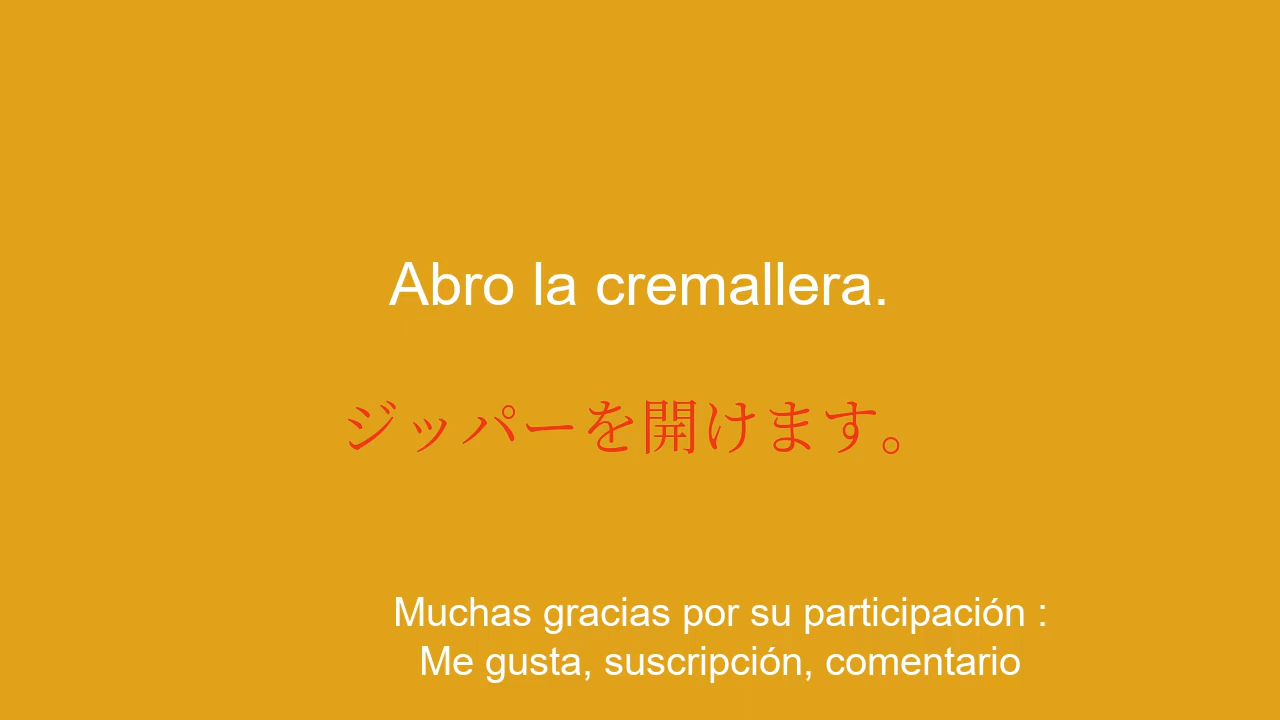 Abro la cremallera.
ジッパーを開けます。
Muchas gracias por su participación :
Me gusta, suscripción, comentario